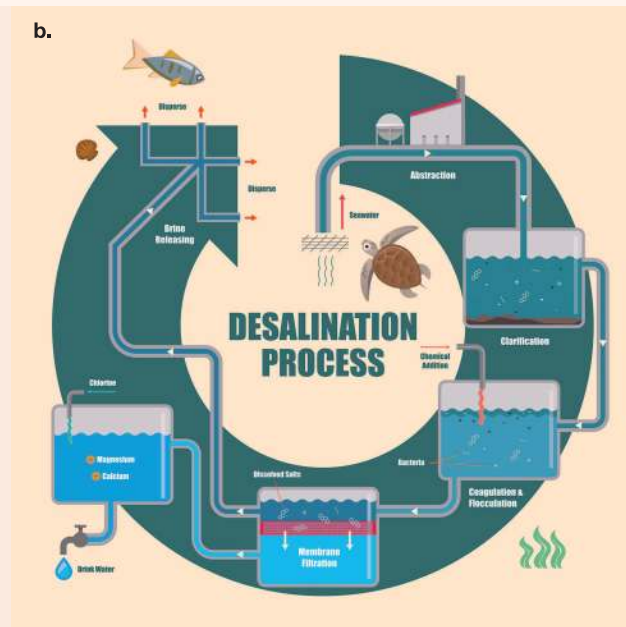 b.
Disperse
Abstraction
Disperse
Seawater
Brine
Releasing
DESALINATION
PROCESS
Clarification
Chemical
Addition
Chlorine
Magnesium
Calcium
Bacteria
Dissolved Salts
Coagulation &
Flocculation
Membrane
Filtration
Drink Water